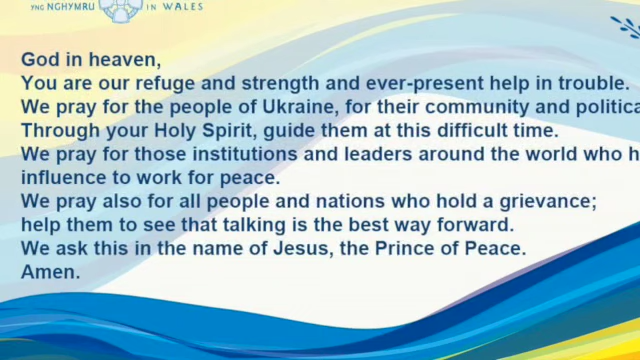 YNG NGHYMRU IN WALES
God in heaven,
You are our refuge and strength and ever-present help in trouble.
We pray for the people of Ukraine, for their community and
Through your Holy Spirit, guide them at this difficult time.
We pray for those institutions and leaders around the world who
influence to work for peace.
We pray also for all people and nations who hold a grievance;
help them to see that talking is the best way forward.
We ask this in the name of Jesus, the Prince of Peace.
Amen.